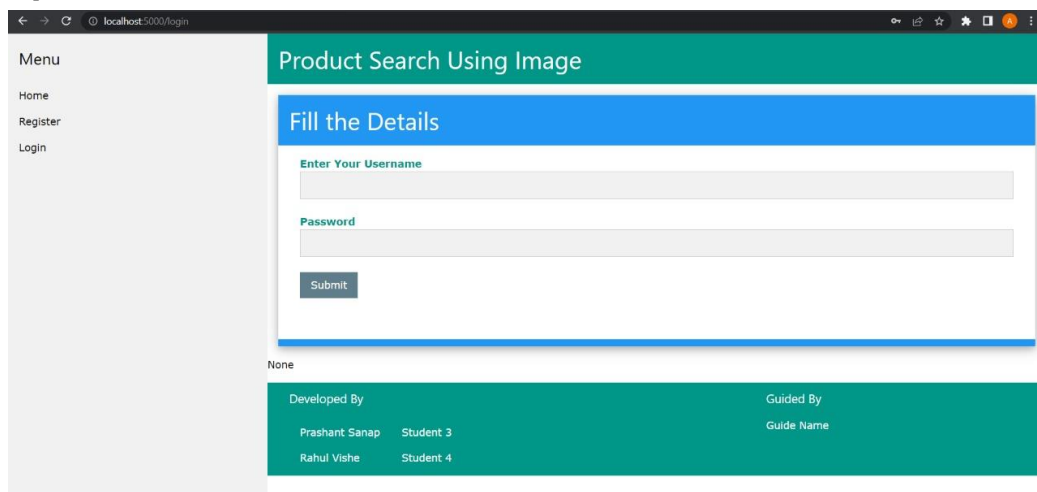 localhost:5000/login
A
Menu
Home
Register
Login
Product Search Using Image
Fill the Details
Enter Your Username
Password
Submit
None
Developed By
Prashant Sanap Student 3
Rahul Vishe Student 4
Guided By
Guide Name